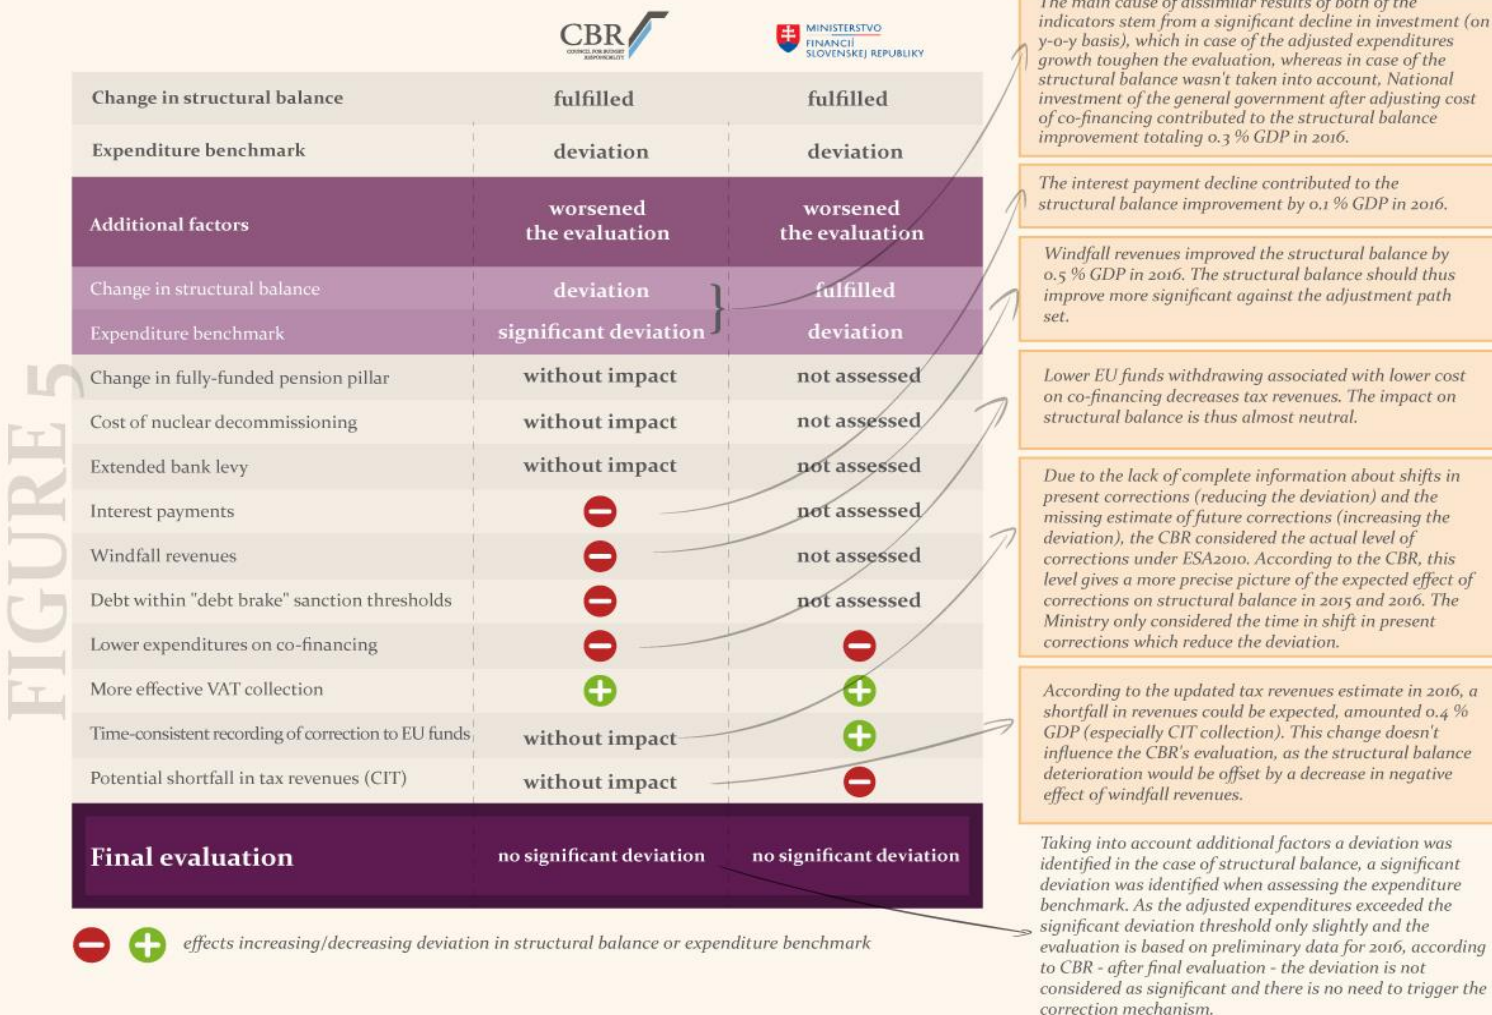 The main cause of dissimilar results of both of the
indicators stem from a significant decline in investment (on
y-o-y basis), which in case of the adjusted expenditures
growth toughen the evaluation, whereas in case of the
structural balance wasn't taken into account, National
investment of the general government after adjusting cost
of co-financing contributed to the structural balance
improvement totaling 0.3 % GDP in 2016.
CBR
COUNCIL FOR BUDGET
RESPONSIBILITY
MINISTERSTVO
FINANCIÍ
SLOVENSKEJ REPUBLIKY
Change in structural balance fulfilled fulfilled
Expenditure benchmark deviation deviation
Additional factors worsened the evaluation worsened the evaluation
Change in structural balance deviation } fulfilled
Expenditure benchmark significant deviation deviation
Change in fully-funded pension pillar without impact not assessed
Cost of nuclear decommissioning without impact not assessed
Extended bank levy without impact not assessed
Interest payments − not assessed
Windfall revenues − not assessed
Debt within "debt brake" sanction thresholds − not assessed
Lower expenditures on co-financing − −
More effective VAT collection + +
Time-consistent recording of correction to EU funds without impact +
Potential shortfall in tax revenues (CIT) without impact −
Final evaluation no significant deviation no significant deviation
− + effects increasing/decreasing deviation in structural balance or expenditure benchmark
FIGURE 5
The interest payment decline contributed to the
structural balance improvement by 0.1 % GDP in 2016.
Windfall revenues improved the structural balance by
0.5 % GDP in 2016. The structural balance should thus
improve more significant against the adjustment path
set.
Lower EU funds withdrawing associated with lower cost
on co-financing decreases tax revenues. The impact on
structural balance is thus almost neutral.
Due to the lack of complete information about shifts in
present corrections (reducing the deviation) and the
missing estimate of future corrections (increasing the
deviation), the CBR considered the actual level of
corrections under ESA2010. According to the CBR, this
level gives a more precise picture of the expected effect of
corrections on structural balance in 2015 and 2016. The
Ministry only considered the time in shift in present
corrections which reduce the deviation.
According to the updated tax revenues estimate in 2016, a
shortfall in revenues could be expected, amounted 0.4 %
GDP (especially CIT collection). This change doesn't
influence the CBR's evaluation, as the structural balance
deterioration would be offset by a decrease in negative
effect of windfall revenues.
Taking into account additional factors a deviation was
identified in the case of structural balance, a significant
deviation was identified when assessing the expenditure
benchmark. As the adjusted expenditures exceeded the
significant deviation threshold only slightly and the
evaluation is based on preliminary data for 2016, according
to CBR - after final evaluation - the deviation is not
considered as significant and there is no need to trigger the
correction mechanism.